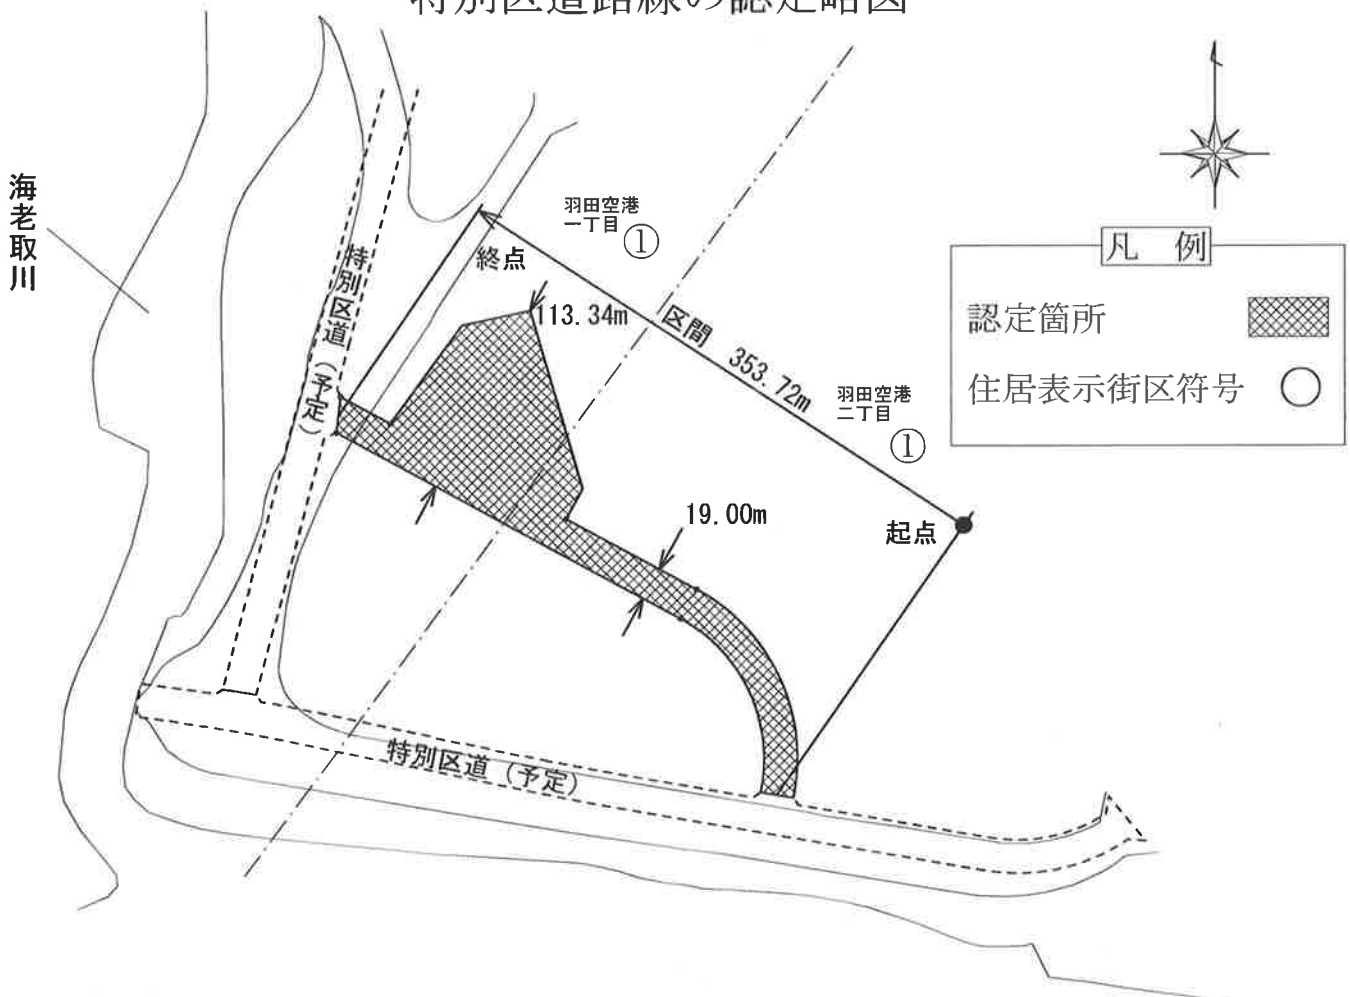 特別区道路線の認定略図
海老取川
羽田空港
一丁目 ①
終点
特別区道（予定）
113.34m
区間 353.72m
羽田空港
二丁目 ①
19.00m
起点
特別区道（予定）
凡 例
認定箇所
住居表示街区符号